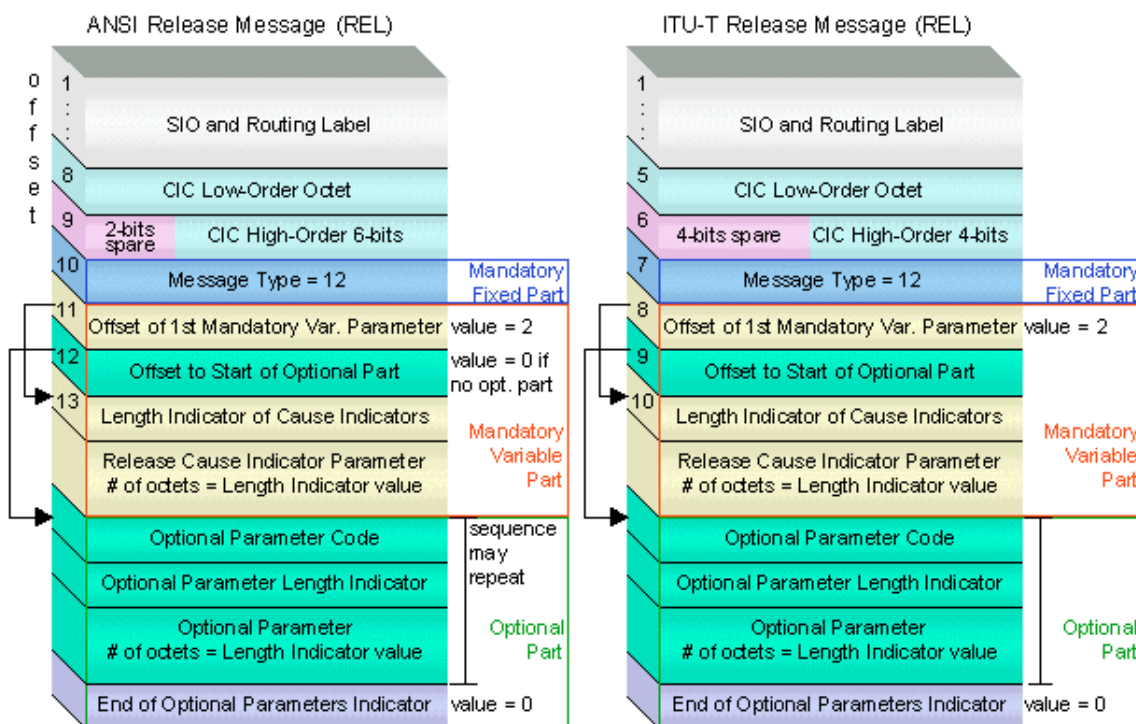 ANSI Release Message (REL)
offset
1
:
:
SIO and Routing Label
8
CIC Low-Order Octet
9
2-bits
spare
CIC High-Order 6-bits
10
Message Type = 12
Mandatory
Fixed Part
11
Offset of 1st Mandatory Var. Parameter
value = 2
12
Offset to Start of Optional Part
value = 0 if
no opt. part
13
Length Indicator of Cause Indicators
Release Cause Indicator Parameter
# of octets = Length Indicator value
Mandatory
Variable
Part
Optional Parameter Code
sequence
may
repeat
Optional Parameter Length Indicator
Optional Parameter
# of octets = Length Indicator value
Optional
Part
End of Optional Parameters Indicator
value = 0
ITU-T Release Message (REL)
1
:
:
SIO and Routing Label
5
CIC Low-Order Octet
6
4-bits spare
CIC High-Order 4-bits
7
Message Type = 12
Mandatory
Fixed Part
8
Offset of 1st Mandatory Var. Parameter
value = 2
9
Offset to Start of Optional Part
10
Length Indicator of Cause Indicators
Release Cause Indicator Parameter
# of octets = Length Indicator value
Mandatory
Variable
Part
Optional Parameter Code
Optional Parameter Length Indicator
Optional Parameter
# of octets = Length Indicator value
Optional
Part
End of Optional Parameters Indicator
value = 0